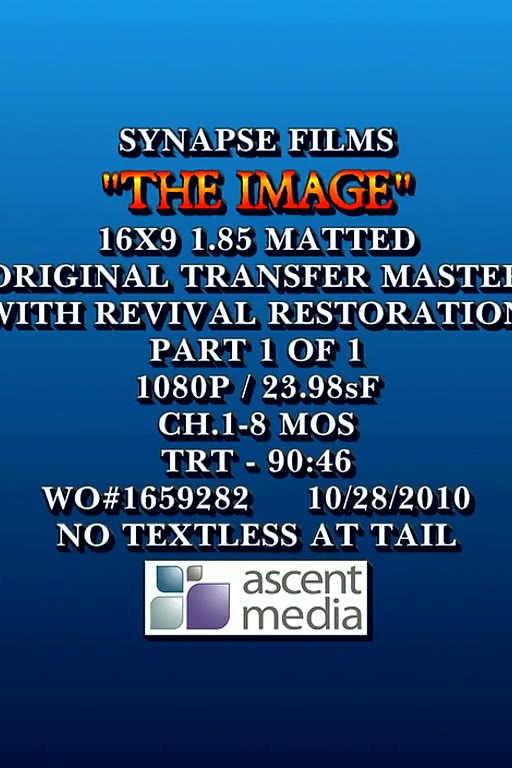 SYNAPSE FILMS
"THE IMAGE"
16X9 1.85 MATTED
ORIGINAL TRANSFER MASTER
WITH REVIVAL RESTORATION
PART 1 OF 1
1080P / 23.98sF
CH.1-8 MOS
TRT - 90:46
WO#1659282 10/28/2010
NO TEXTLESS AT TAIL
ascent
media